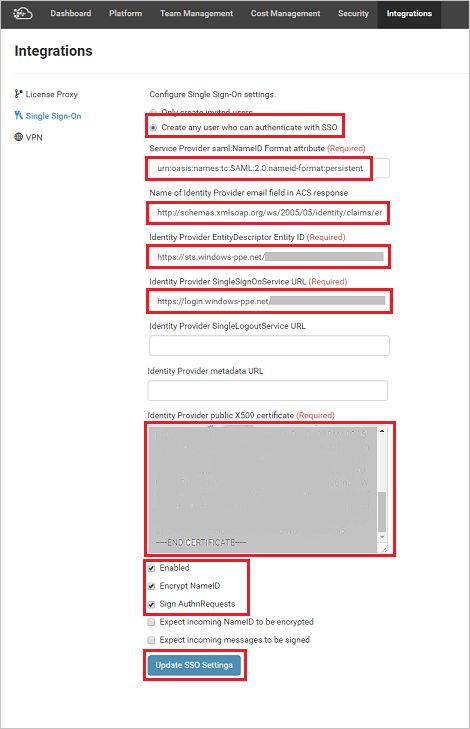 Dashboard Platform Team Management Cost Management Security Integrations
Integrations
License Proxy
Single Sign-On
VPN
Configure Single Sign-On settings.
Only create invited users
Create any user who can authenticate with SSO
Service Provider saml:NameID Format attribute (Required)
urn:oasis:names:tc:SAML:2.0:nameid-format:persistent
Name of Identity Provider email field in ACS response
http://schemas.xmlsoap.org/ws/2005/05/identity/claims/er
Identity Provider EntityDescriptor Entity ID (Required)
https://sts.windows-ppe.net/
Identity Provider SingleSignOnService URL (Required)
https://login.windows-ppe.net/
Identity Provider SingleLogoutService URL
Identity Provider metadata URL
Identity Provider public X509 certificate (Required)
-----END CERTIFICATE-----
Enabled
Encrypt NameID
Sign AuthnRequests
Expect incoming NameID to be encrypted
Expect incoming messages to be signed
Update SSO Settings